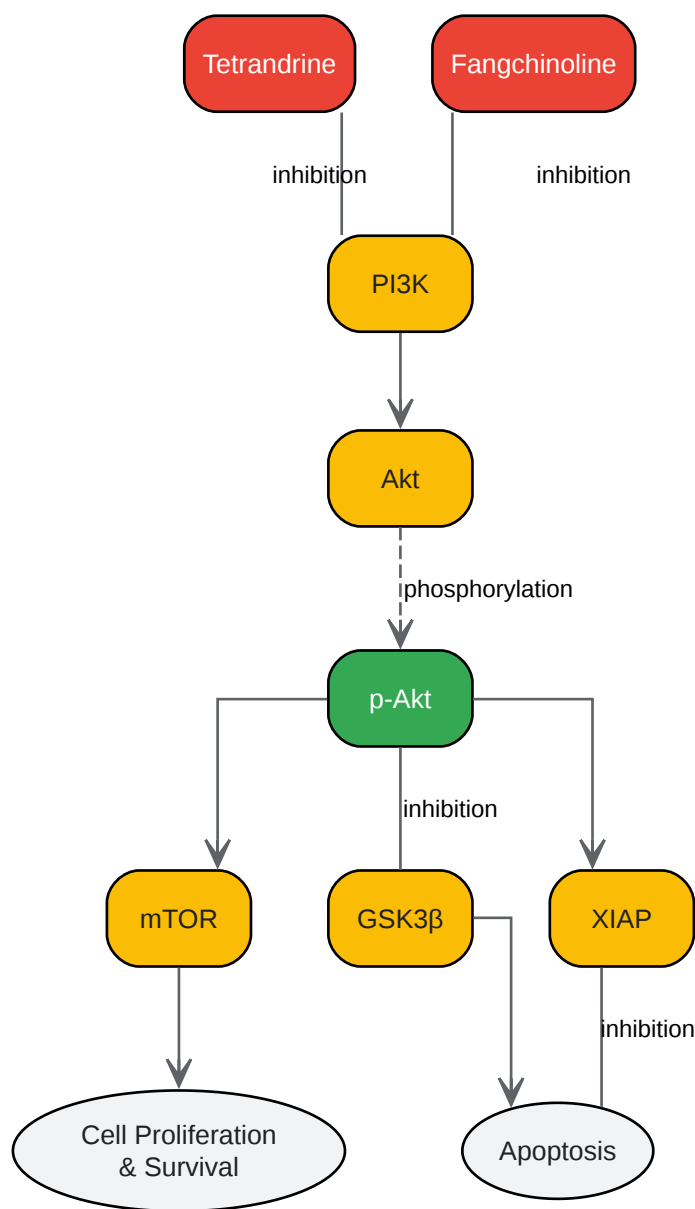 Tetrandrine
Fangchinoline
inhibition
inhibition
PI3K
Akt
phosphorylation
p-Akt
inhibition
mTOR
GSK3β
XIAP
inhibition
Cell Proliferation
& Survival
Apoptosis